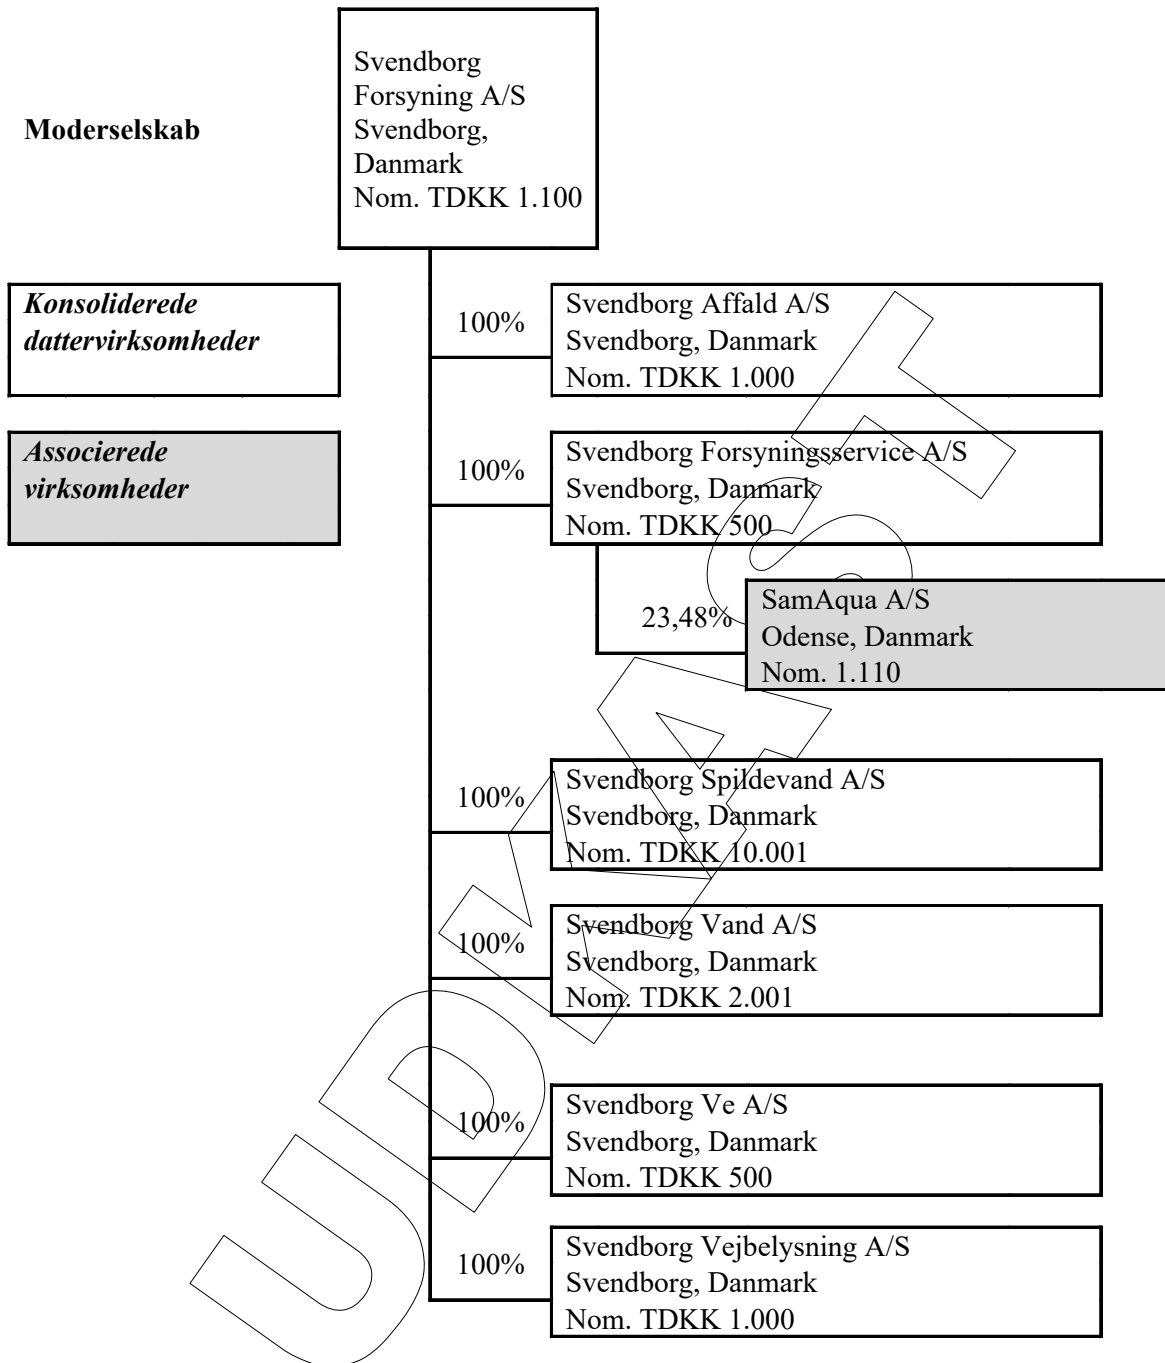 Svendborg
Forsyning A/S
Svendborg,
Danmark
Nom. TDKK 1.100
Moderselskab
Konsoliderede
dattervirksomheder
100%
Svendborg Affald A/S
Svendborg, Danmark
Nom. TDKK 1.000
Associerede
virksomheder
100%
Svendborg Forsyningsservice A/S
Svendborg, Danmark
Nom. TDKK 500
23,48%
SamAqua A/S
Odense, Danmark
Nom. 1.110
100%
Svendborg Spildevand A/S
Svendborg, Danmark
Nom. TDKK 10.001
100%
Svendborg Vand A/S
Svendborg, Danmark
Nom. TDKK 2.001
100%
Svendborg Ve A/S
Svendborg, Danmark
Nom. TDKK 500
100%
Svendborg Vejbelysning A/S
Svendborg, Danmark
Nom. TDKK 1.000
UDKAST